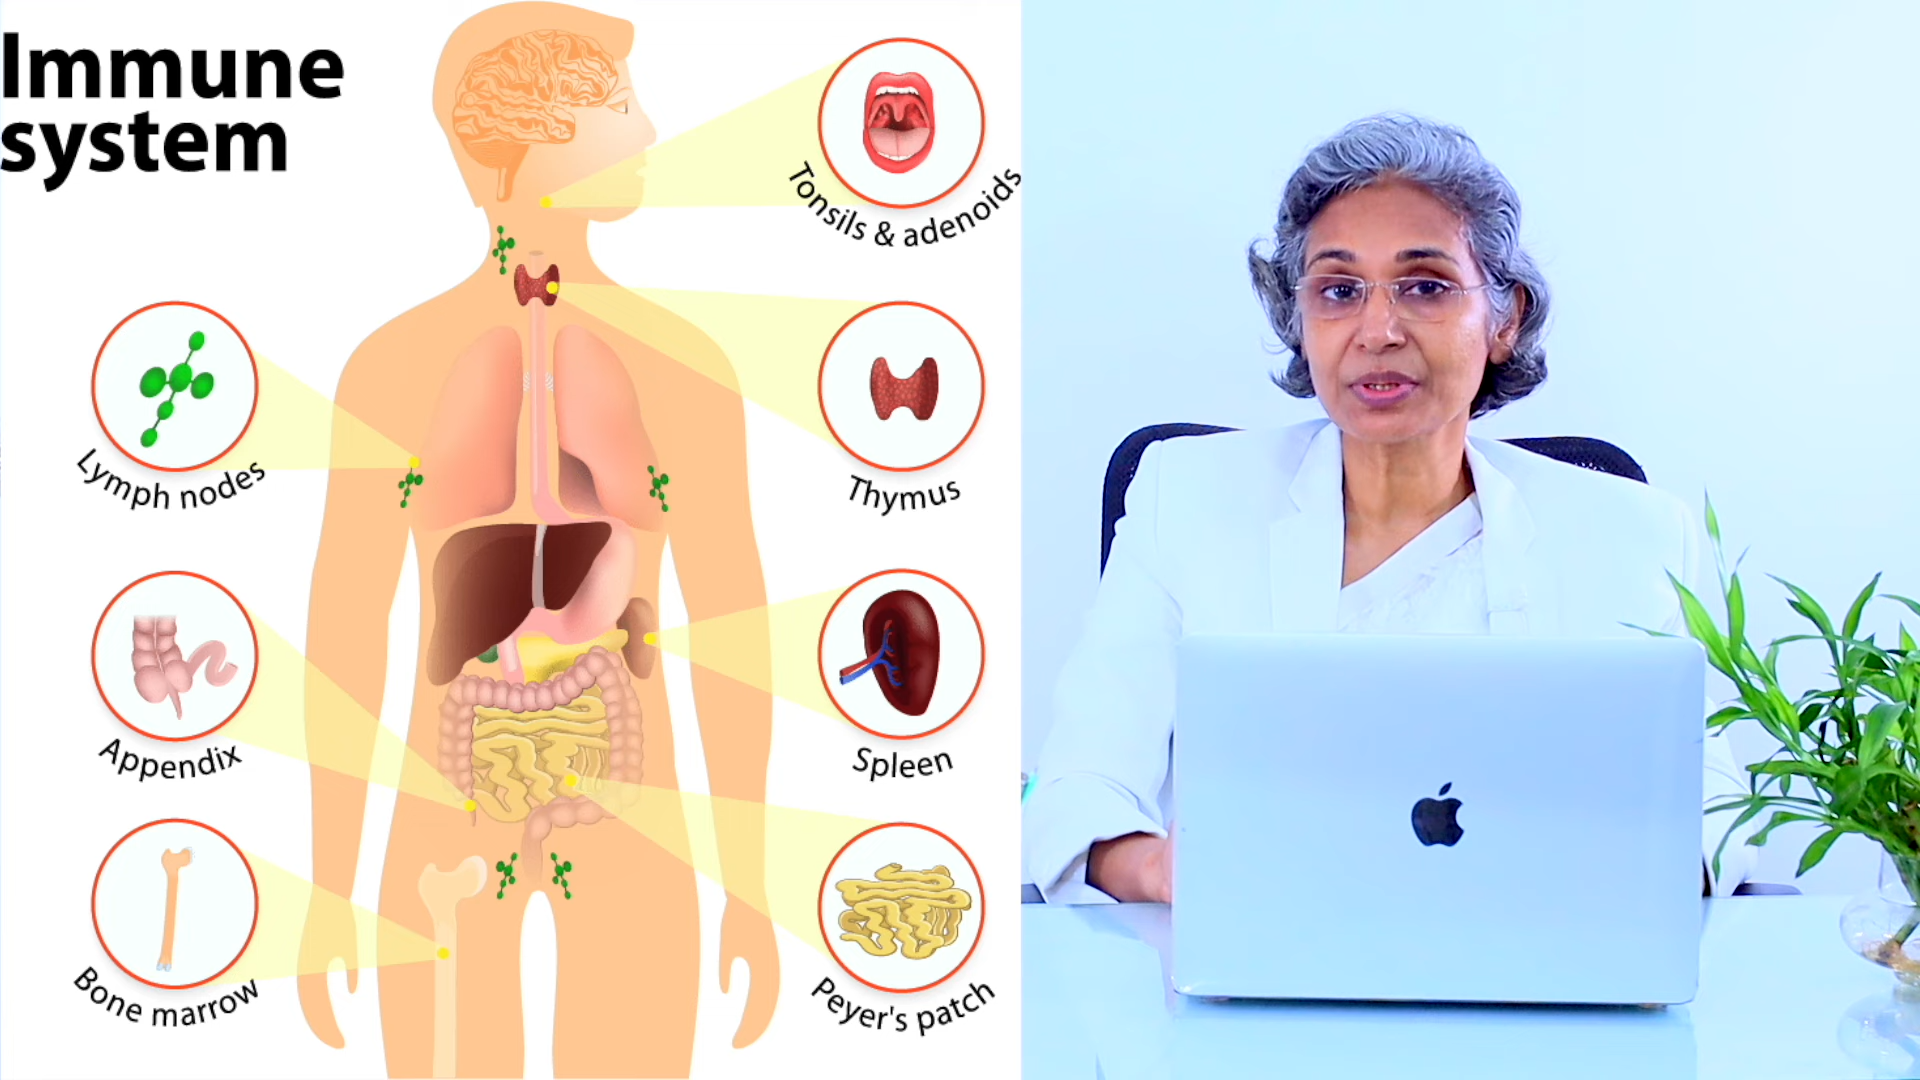 Immune
system
Tonsils & adenoids
Lymph nodes
Thymus
Appendix
Spleen
Bone marrow
Peyer's patch